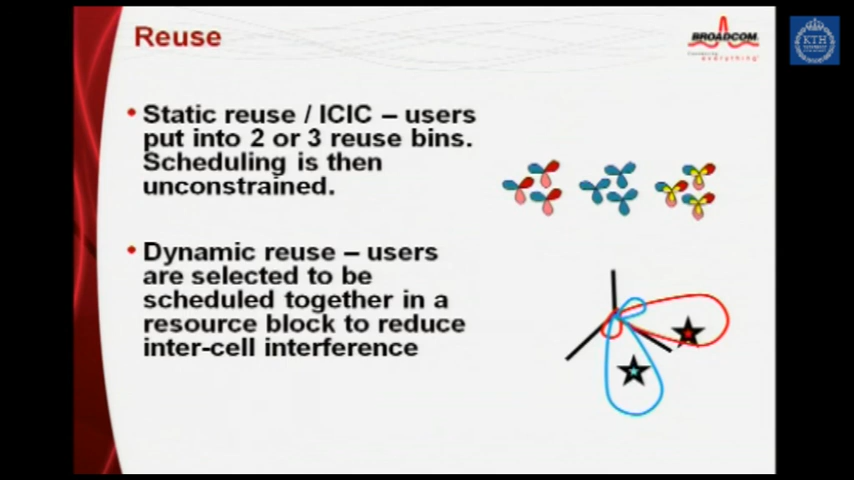 Reuse
BROADCOM.
everything
KTH
• Static reuse / ICIC – users
put into 2 or 3 reuse bins.
Scheduling is then
unconstrained.
• Dynamic reuse – users
are selected to be
scheduled together in a
resource block to reduce
inter-cell interference